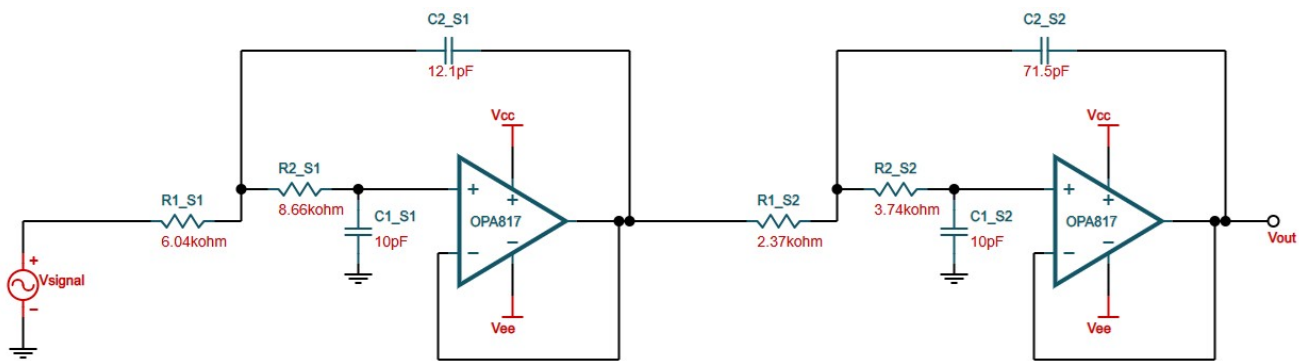 C2_S1
12.1pF
C2_S2
71.5pF
Vcc
Vcc
R2_S1
8.66kohm
R2_S2
3.74kohm
R1_S1
6.04kohm
C1_S1
10pF
+
+
OPA817
−
−
R1_S2
2.37kohm
C1_S2
10pF
+
+
OPA817
−
−
Vout
+
Vsignal
−
Vee
Vee